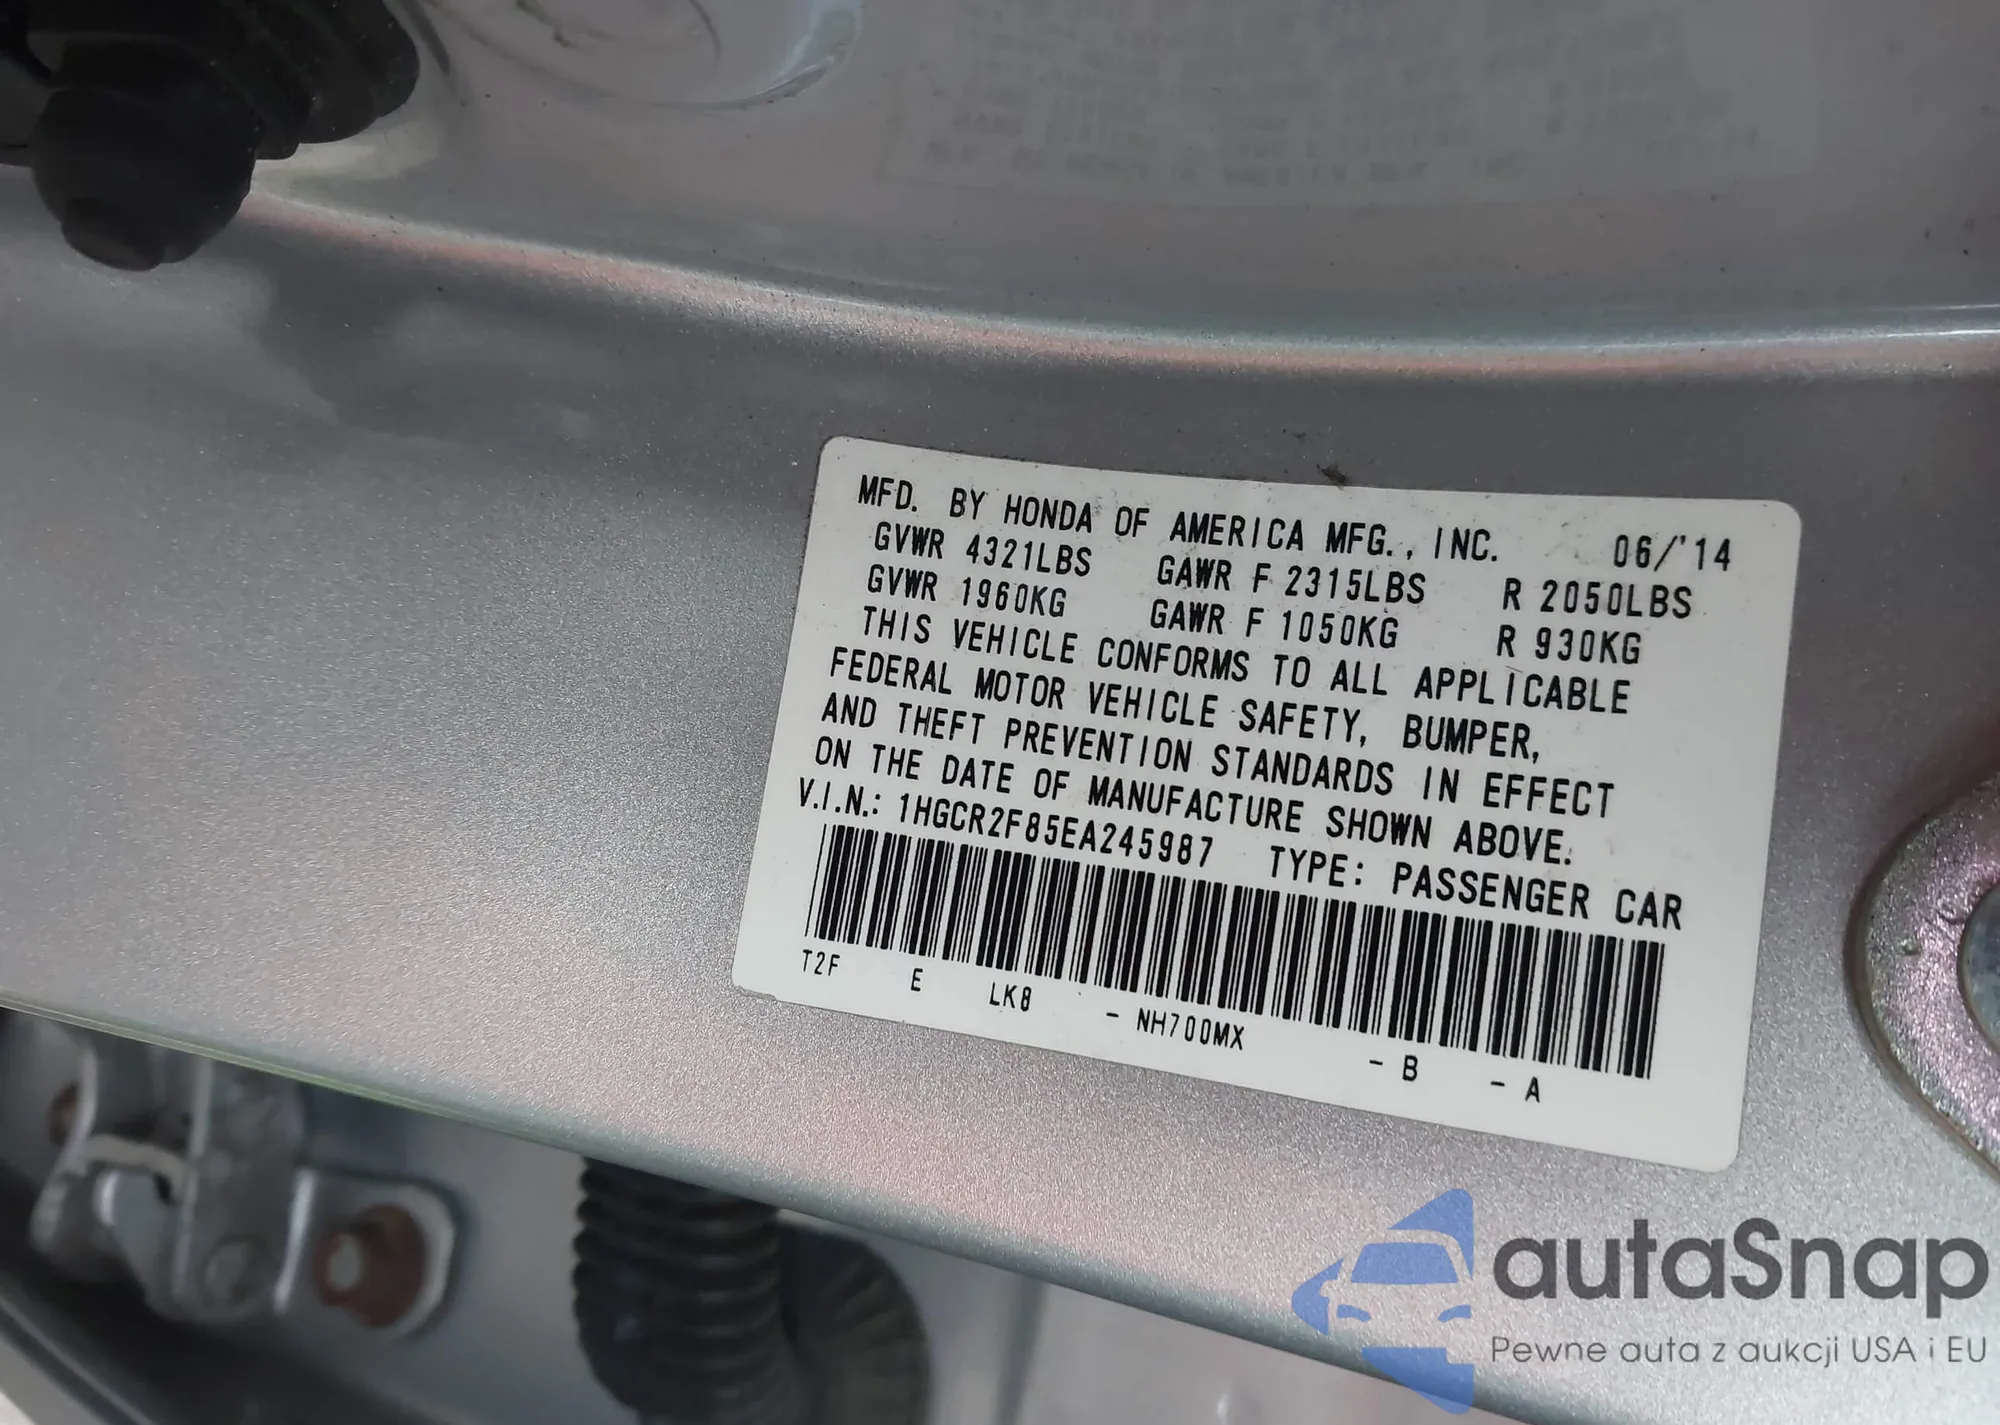 MFD. BY HONDA OF AMERICA MFG., INC. 06/'14
GVWR 4321LBS GAWR F 2315LBS R 2050LBS
GVWR 1960KG GAWR F 1050KG R 930KG
THIS VEHICLE CONFORMS TO ALL APPLICABLE
FEDERAL MOTOR VEHICLE SAFETY, BUMPER,
AND THEFT PREVENTION STANDARDS IN EFFECT
ON THE DATE OF MANUFACTURE SHOWN ABOVE.
V.I.N.: 1HGCR2F85EA245987 TYPE: PASSENGER CAR
T2F E LK8 - NH700MX - B - A
autaSnap
Pewne auta z aukcji USA i EU